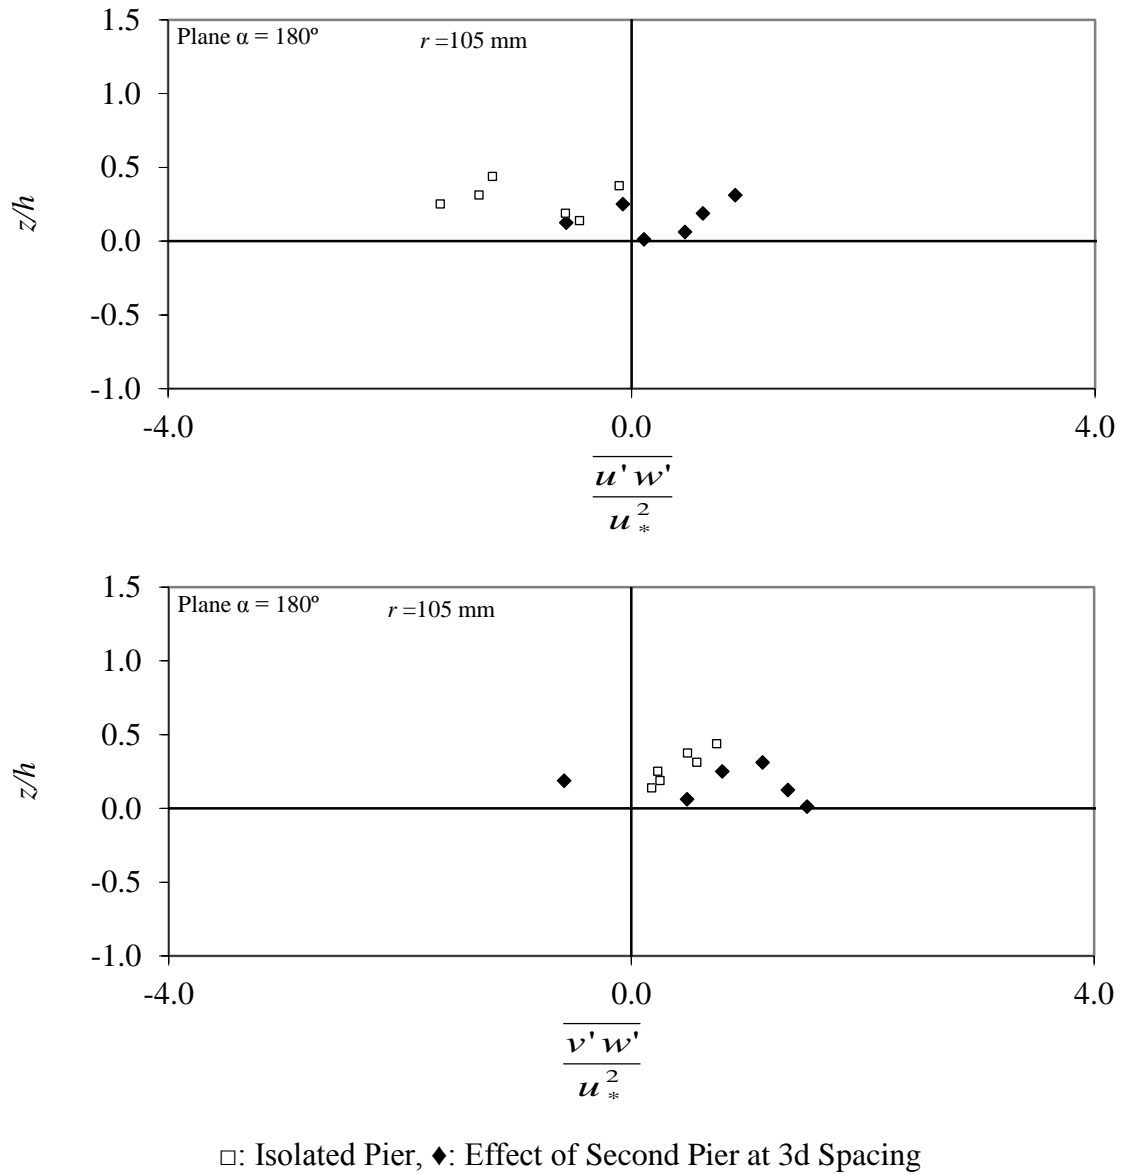 1.5
Plane α = 180º r =105 mm
1.0
0.5
z/h
0.0
-0.5
-1.0
-4.0 0.0 4.0
u' w'
u*²
1.5
Plane α = 180º r =105 mm
1.0
0.5
z/h
0.0
-0.5
-1.0
-4.0 0.0 4.0
v' w'
u*²
□: Isolated Pier, ♦: Effect of Second Pier at 3d Spacing